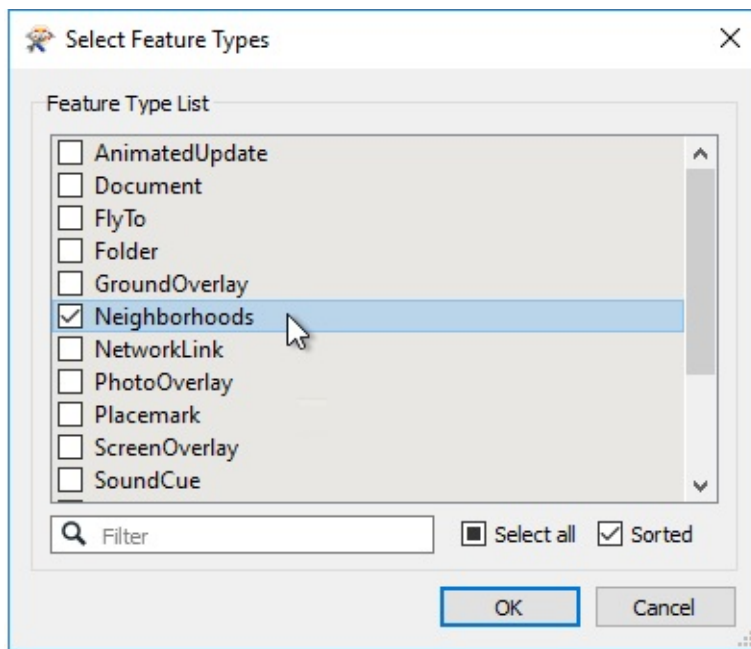 Select Feature Types
Feature Type List
AnimatedUpdate
Document
FlyTo
Folder
GroundOverlay
Neighborhoods
NetworkLink
PhotoOverlay
Placemark
ScreenOverlay
SoundCue
Filter Select all Sorted
OK Cancel